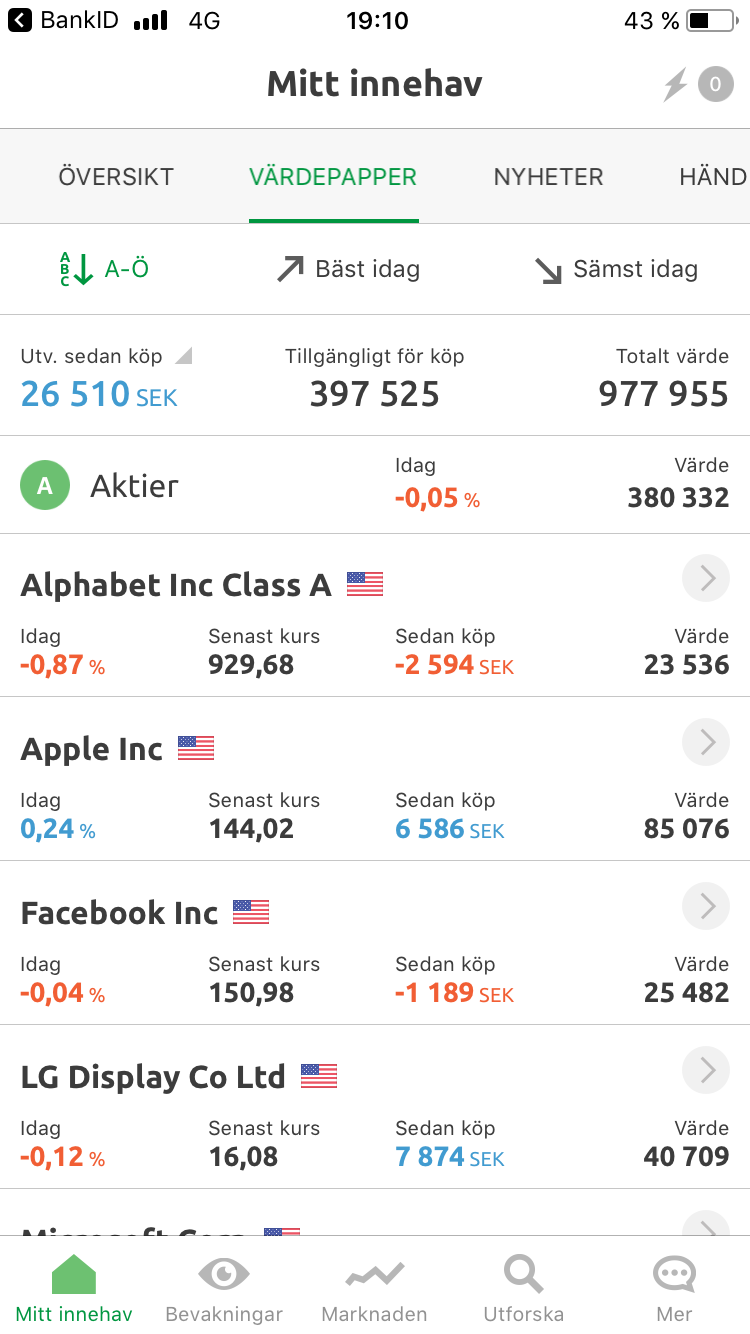 BankID 4G 19:10 43 %
Mitt innehav 0
ÖVERSIKT VÄRDEPAPPER NYHETER HÄND
ABC A-Ö Bäst idag Sämst idag
Utv. sedan köp Tillgängligt för köp Totalt värde
26 510 SEK 397 525 977 955
Idag Värde
A Aktier -0,05 % 380 332
Alphabet Inc Class A
Idag Senast kurs Sedan köp Värde
-0,87 % 929,68 -2 594 SEK 23 536
Apple Inc
Idag Senast kurs Sedan köp Värde
0,24 % 144,02 6 586 SEK 85 076
Facebook Inc
Idag Senast kurs Sedan köp Värde
-0,04 % 150,98 -1 189 SEK 25 482
LG Display Co Ltd
Idag Senast kurs Sedan köp Värde
-0,12 % 16,08 7 874 SEK 40 709
Microsoft Corp
Mitt innehav Bevakningar Marknaden Utforska Mer